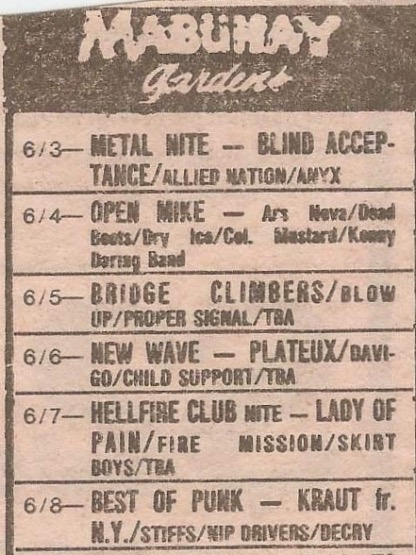 MABUHAY
Gardens
6/3— METAL NITE — BLIND ACCEP-
TANCE/ALLIED NATION/ANYX
6/4— OPEN MIKE — Ars Nova/Dead
Boots/Dry Ice/Col. Mustard/Kenny
Daring Band
6/5— BRIDGE CLIMBERS/BLOW
UP/PROPER SIGNAL/TBA
6/6— NEW WAVE — PLATEUX/DAVI-
GO/CHILD SUPPORT/TBA
6/7— HELLFIRE CLUB NITE — LADY OF
PAIN/FIRE MISSION/SKIRT
BOYS/TBA
6/8— BEST OF PUNK — KRAUT fr.
N.Y./STIFFS/NIP DRIVERS/DECRY